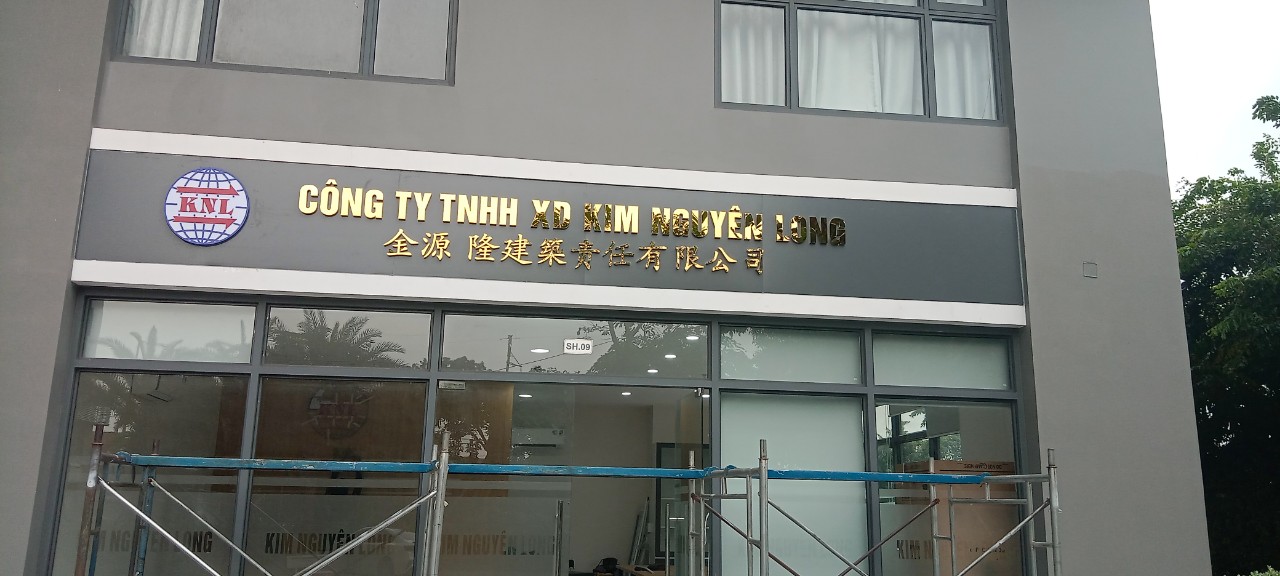 KNL
CÔNG TY TNHH XD KIM NGUYÊN LONG
金源 隆建築責任有限公司
SH.09
KIM NGUYÊN LONG
KIM NGUYÊN LONG
KIM N